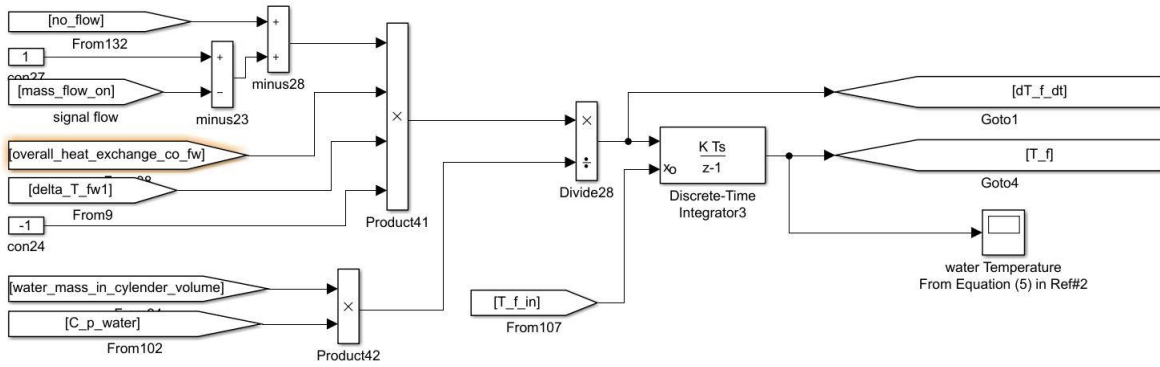 [no_flow]
From132
+
+
minus28
1
con27
+
−
minus23
[mass_flow_on]
signal flow
[overall_heat_exchange_co_fw]
[delta_T_fw1]
From9
-1
con24
×
Product41
[water_mass_in_cylender_volume]
[C_p_water]
From102
×
Product42
×
÷
Divide28
[T_f_in]
From107
K Ts
z-1
xo
Discrete-Time
Integrator3
[dT_f_dt]
Goto1
[T_f]
Goto4
water Temperature
From Equation (5) in Ref#2